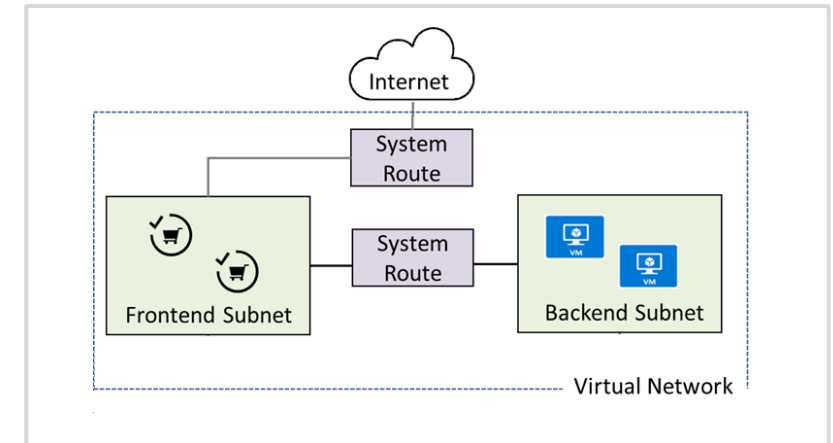 Internet
System
Route
System
Route
Frontend Subnet
VM
VM
Backend Subnet
Virtual Network